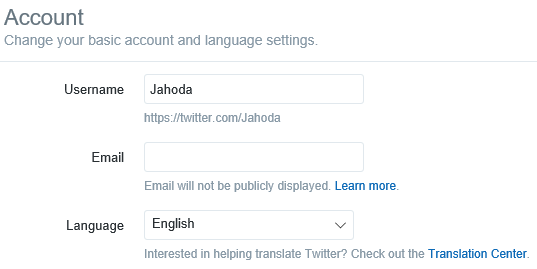 Account
Change your basic account and language settings.
Username
Jahoda
https://twitter.com/Jahoda
Email
Email will not be publicly displayed. Learn more.
Language
English
Interested in helping translate Twitter? Check out the Translation Center.